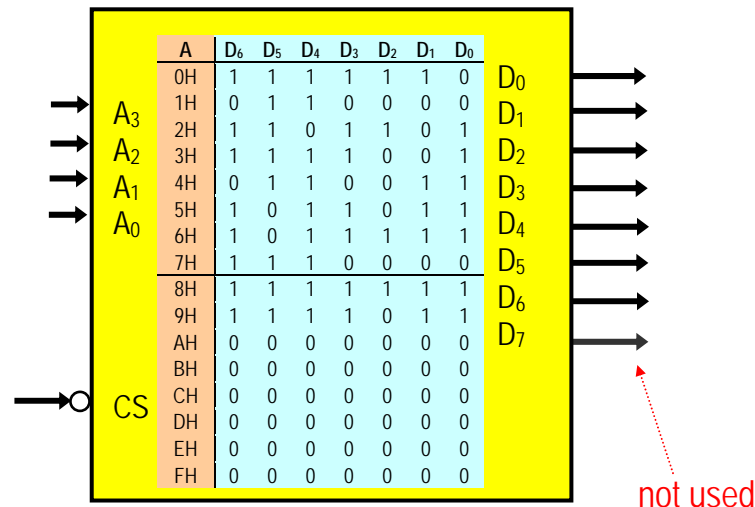 A D₆ D₅ D₄ D₃ D₂ D₁ D₀
0H 1 1 1 1 1 1 0
1H 0 1 1 0 0 0 0
2H 1 1 0 1 1 0 1
3H 1 1 1 1 0 0 1
4H 0 1 1 0 0 1 1
5H 1 0 1 1 0 1 1
6H 1 0 1 1 1 1 1
7H 1 1 1 0 0 0 0
8H 1 1 1 1 1 1 1
9H 1 1 1 1 0 1 1
AH 0 0 0 0 0 0 0
BH 0 0 0 0 0 0 0
CH 0 0 0 0 0 0 0
DH 0 0 0 0 0 0 0
EH 0 0 0 0 0 0 0
FH 0 0 0 0 0 0 0
A₃
A₂
A₁
A₀
CS
D₀
D₁
D₂
D₃
D₄
D₅
D₆
D₇
not used